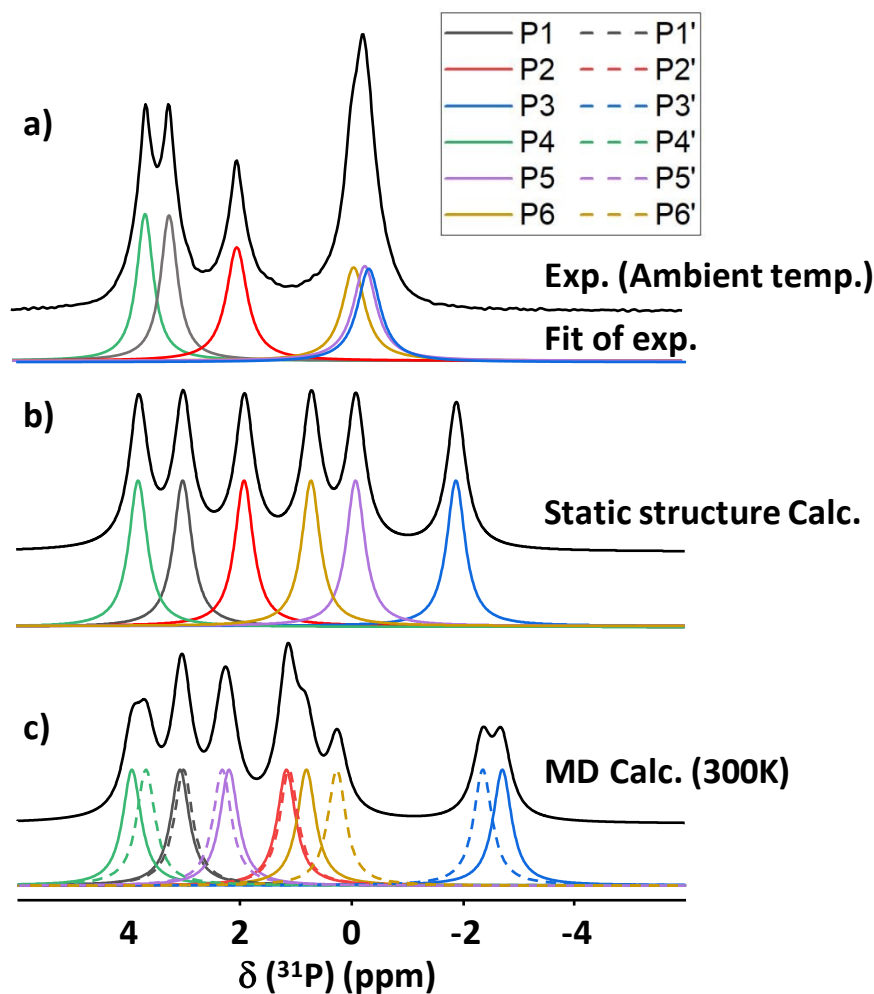 P1 P1'
P2 P2'
P3 P3'
P4 P4'
P5 P5'
P6 P6'
a)
Exp. (Ambient temp.)
Fit of exp.
b)
Static structure Calc.
c)
MD Calc. (300K)
4 2 0 -2 -4
δ (³¹P) (ppm)